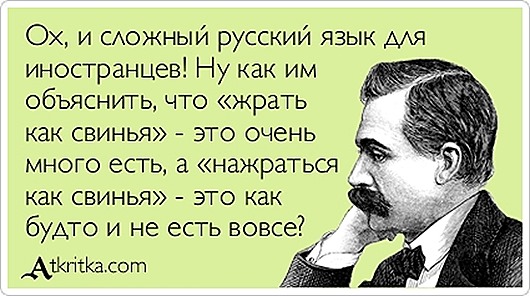 Ох, и сложный русский язык для
иностранцев! Ну как им
объяснить, что «жрать
как свинья» - это очень
много есть, а «нажраться
как свинья» - это как
будто и не есть вовсе?
Atkritka.com